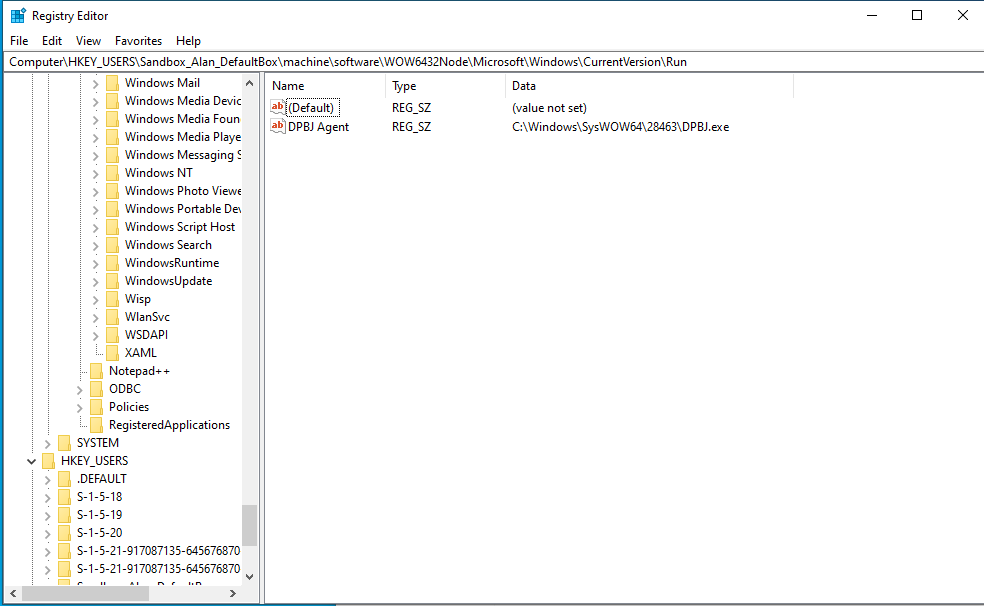 Registry Editor
File Edit View Favorites Help
Computer\HKEY_USERS\Sandbox_Alan_DefaultBox\machine\software\WOW6432Node\Microsoft\Windows\CurrentVersion\Run
Windows Mail
Windows Media Devic
Windows Media Foun
Windows Media Playe
Windows Messaging S
Windows NT
Windows Photo Viewe
Windows Portable Dev
Windows Script Host
Windows Search
WindowsRuntime
WindowsUpdate
Wisp
WlanSvc
WSDAPI
XAML
Notepad++
ODBC
Policies
RegisteredApplications
SYSTEM
HKEY_USERS
.DEFAULT
S-1-5-18
S-1-5-19
S-1-5-20
S-1-5-21-917087135-645676870
S-1-5-21-917087135-645676870
Name Type Data
ab (Default) REG_SZ (value not set)
ab DPBJ Agent REG_SZ C:\Windows\SysWOW64\28463\DPBJ.exe